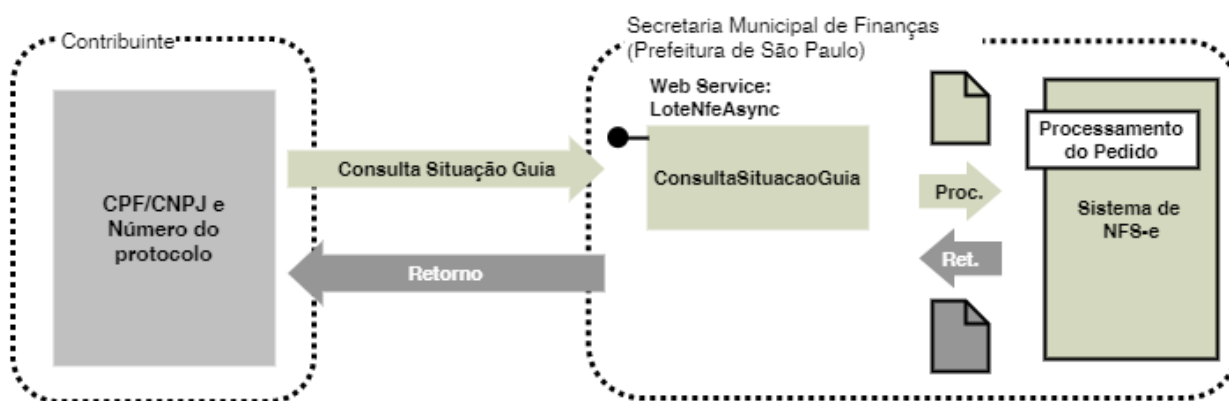 Contribuinte
CPF/CNPJ e
Número do
protocolo
Consulta Situação Guia
Retorno
Secretaria Municipal de Finanças
(Prefeitura de São Paulo)
Web Service:
LoteNfeAsync
ConsultaSituacaoGuia
Proc.
Ret.
Processamento
do Pedido
Sistema de
NFS-e